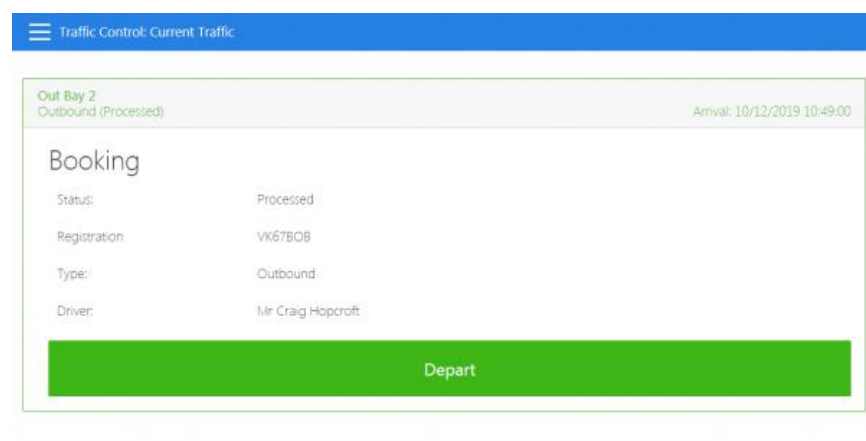 Traffic Control: Current Traffic
Out Bay 2
Outbound (Processed)
Arrival: 10/12/2019 10:49:00
Booking
Status: Processed
Registration VK67BOB
Type: Outbound
Driver: Mr Craig Hopcroft
Depart